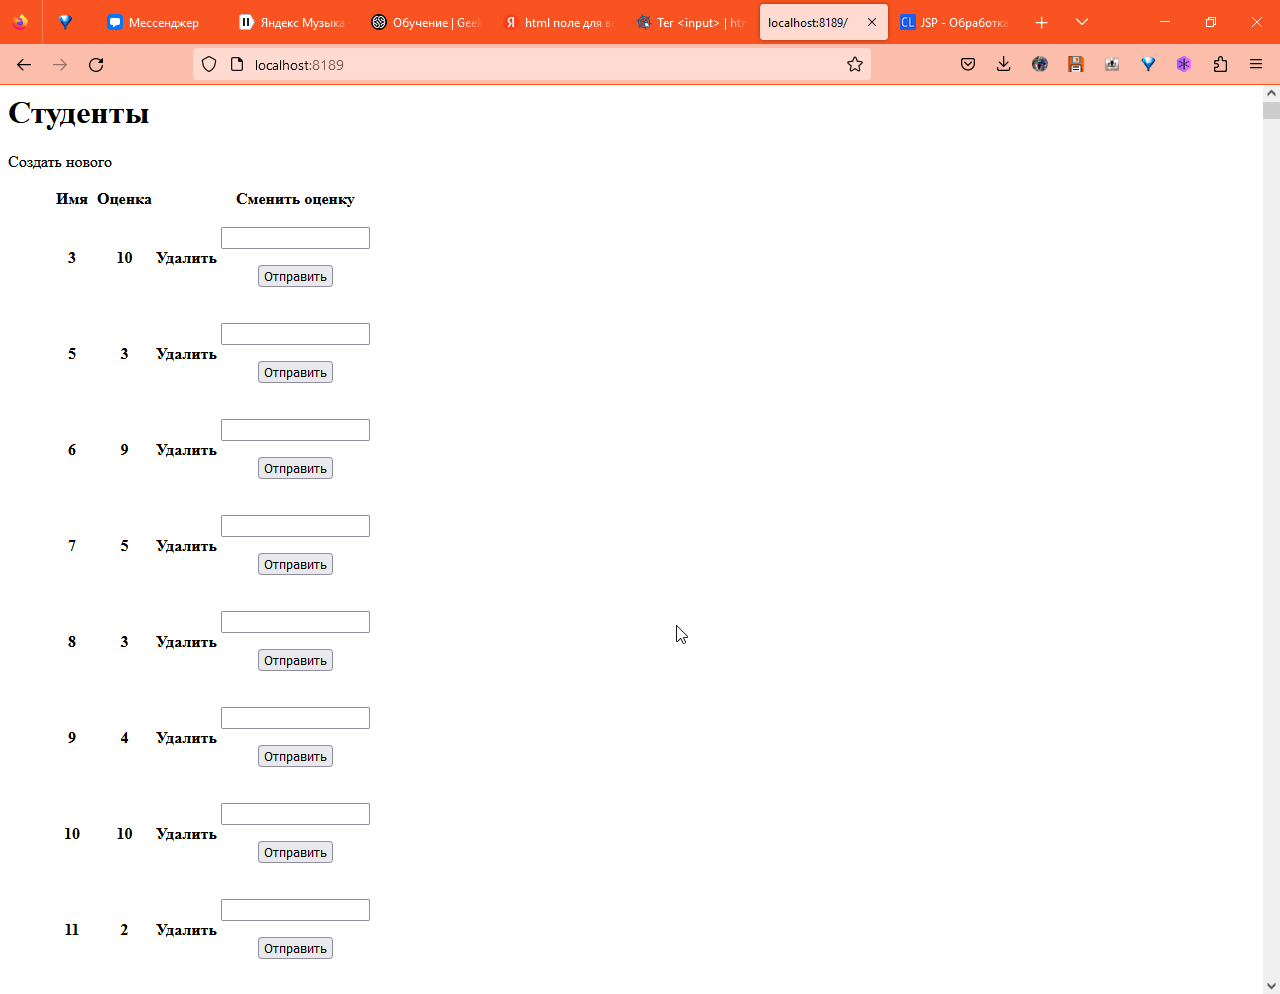 Мессенджер
Яндекс Музыка
Обучение | Gee
html поле для в
Тег <input> | htm
localhost:8189/
JSP - Обработка
localhost:8189
Студенты
Создать нового
Имя Оценка Сменить оценку
3 10 Удалить
Отправить
5 3 Удалить
Отправить
6 9 Удалить
Отправить
7 5 Удалить
Отправить
8 3 Удалить
Отправить
9 4 Удалить
Отправить
10 10 Удалить
Отправить
11 2 Удалить
Отправить